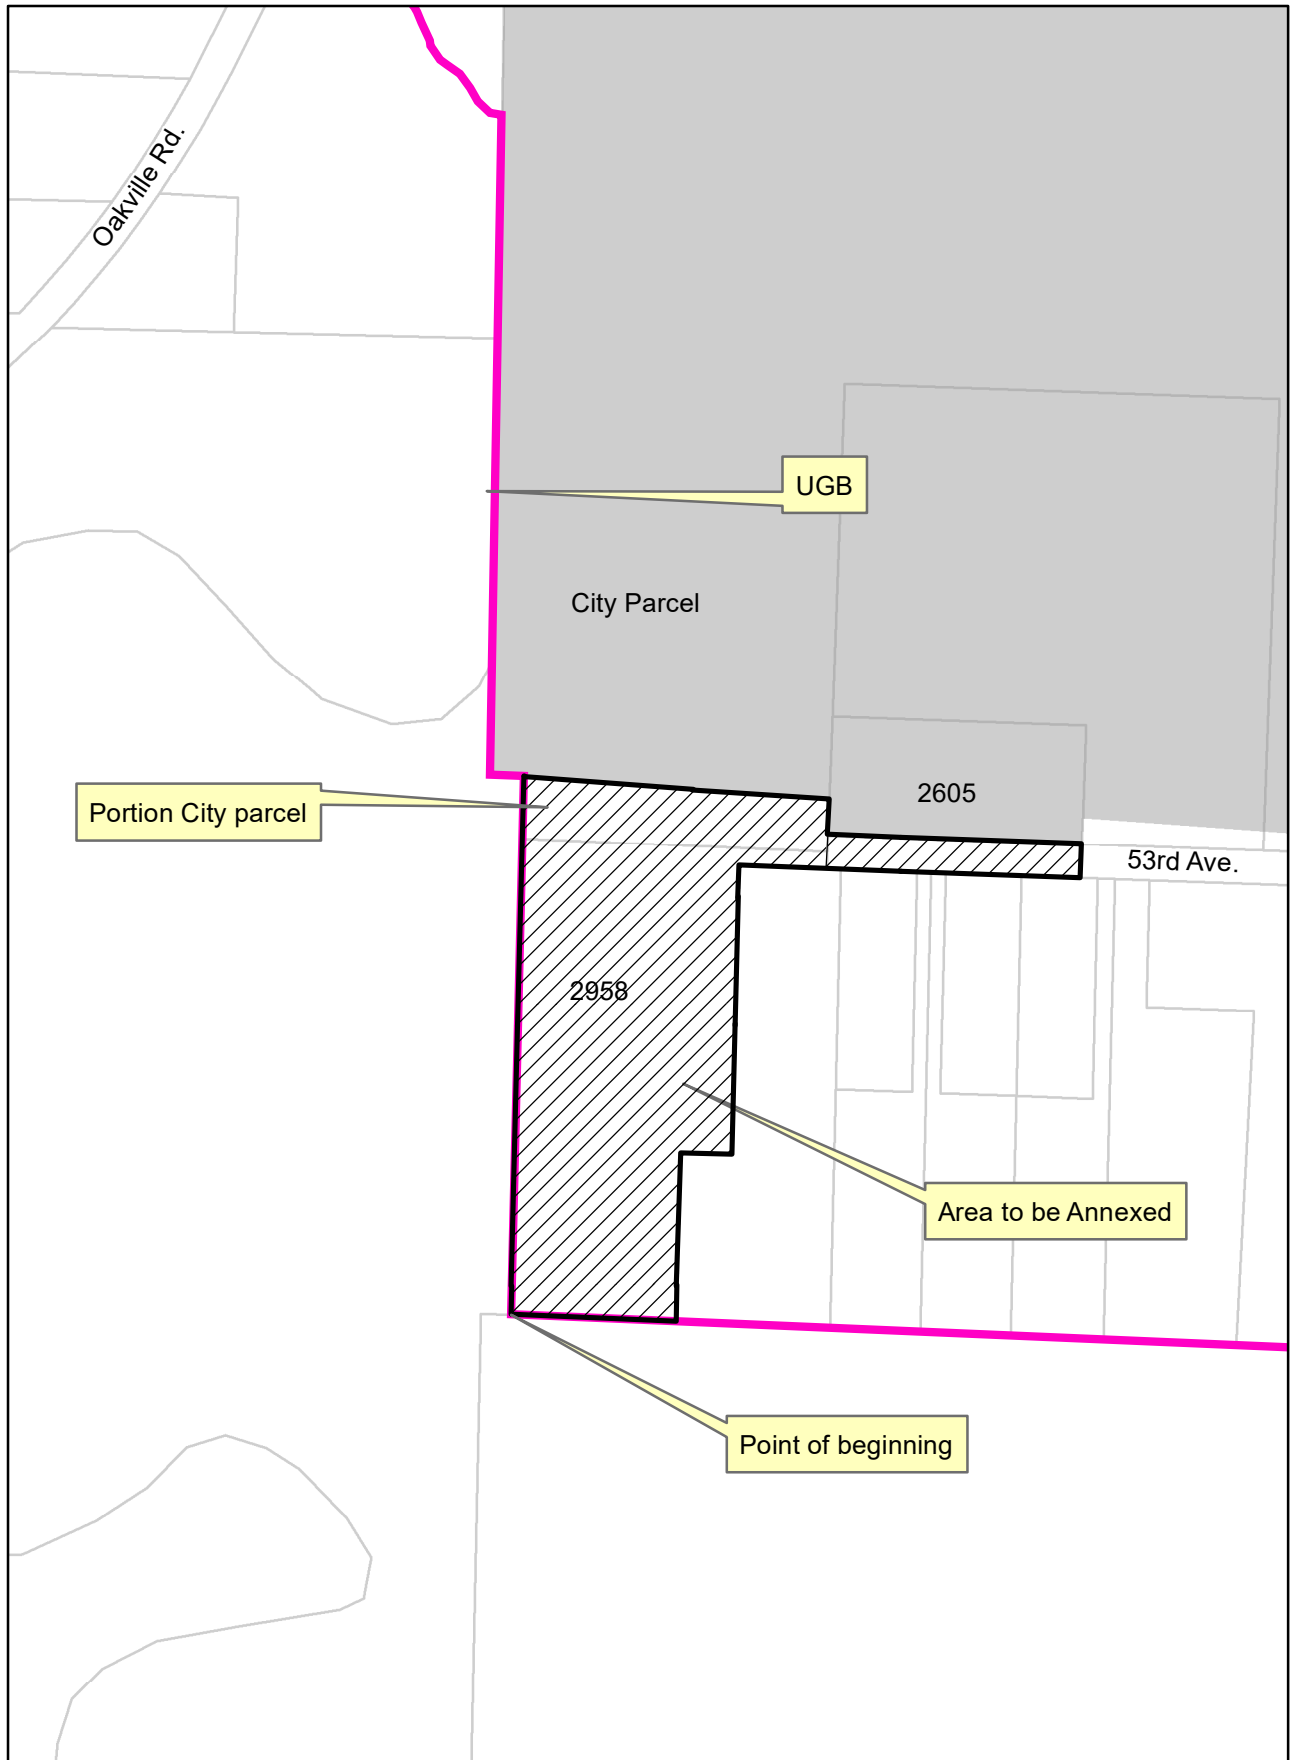 Oakville Rd.
UGB
City Parcel
2605
Portion City parcel
53rd Ave.
2958
Area to be Annexed
Point of beginning